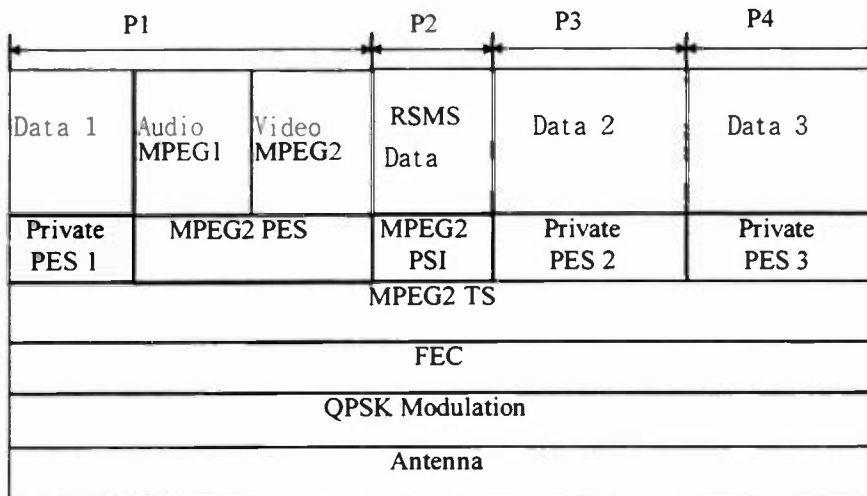 P1 P2 P3 P4
Data 1 Audio MPEG1 Video MPEG2 RSMS Data Data 2 Data 3
Private PES 1 MPEG2 PES MPEG2 PSI Private PES 2 Private PES 3
MPEG2 TS
FEC
QPSK Modulation
Antenna